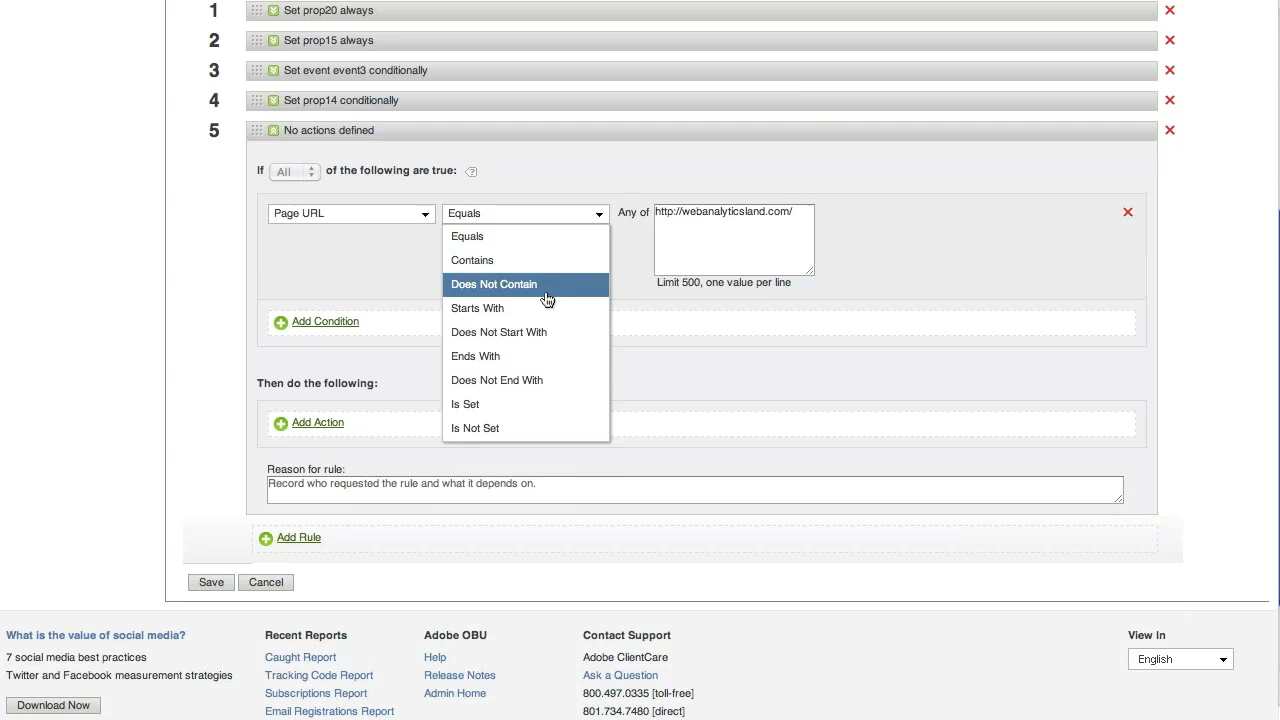 1 Set prop20 always
2 Set prop15 always
3 Set event event3 conditionally
4 Set prop14 conditionally
5 No actions defined
If All of the following are true: ?
Page URL Equals Any of http://webanalyticsland.com/
Equals
Contains
Does Not Contain
Limit 500, one value per line
Starts With
Add Condition
Does Not Start With
Ends With
Does Not End With
Then do the following:
Is Set
Add Action
Is Not Set
Reason for rule:
Record who requested the rule and what it depends on.
Add Rule
Save Cancel
What is the value of social media? Recent Reports Adobe OBU Contact Support View In
7 social media best practices Caught Report Help Adobe ClientCare English
Twitter and Facebook measurement strategies Tracking Code Report Release Notes Ask a Question
Subscriptions Report Admin Home 800.497.0335 [toll-free]
Download Now Email Registrations Report 801.734.7480 [direct]